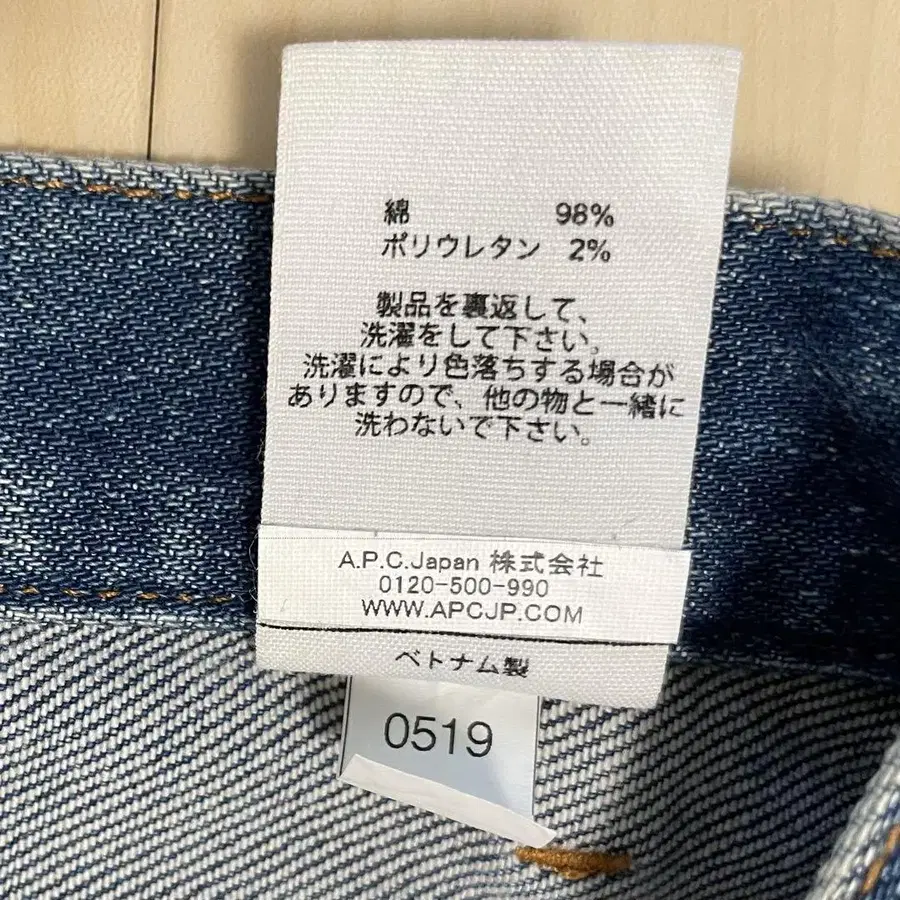 綿 98%
ポリウレタン 2%
製品を裏返して、
洗濯をして下さい。
洗濯により色落ちする場合が
ありますので、他の物と一緒に
洗わないで下さい。
A.P.C.Japan 株式会社
0120-500-990
WWW.APCJP.COM
ベトナム製
0519